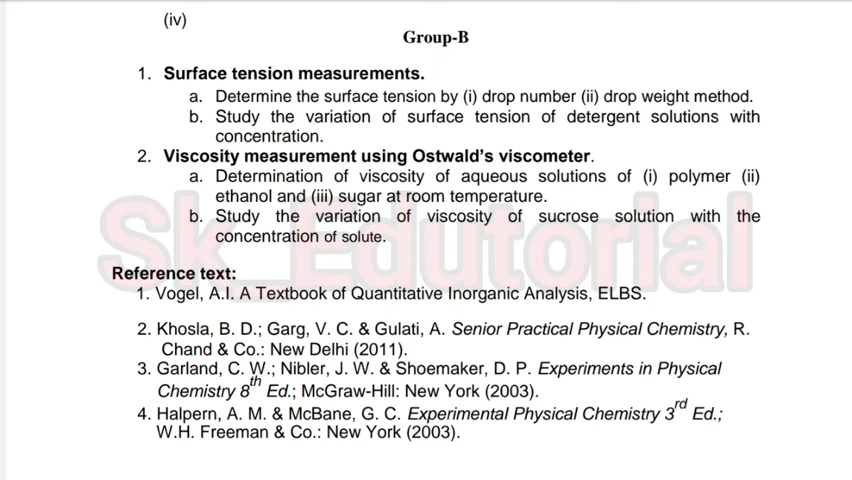 (iv)
Group-B
1. Surface tension measurements.
a. Determine the surface tension by (i) drop number (ii) drop weight method.
b. Study the variation of surface tension of detergent solutions with
concentration.
2. Viscosity measurement using Ostwald's viscometer.
a. Determination of viscosity of aqueous solutions of (i) polymer (ii)
ethanol and (iii) sugar at room temperature.
b. Study the variation of viscosity of sucrose solution with the
concentration of solute.
Sk_Edutorial
Reference text:
1. Vogel, A.I. A Textbook of Quantitative Inorganic Analysis, ELBS.
2. Khosla, B. D.; Garg, V. C. & Gulati, A. Senior Practical Physical Chemistry, R.
Chand & Co.: New Delhi (2011).
3. Garland, C. W.; Nibler, J. W. & Shoemaker, D. P. Experiments in Physical
Chemistry 8th Ed.; McGraw-Hill: New York (2003).
4. Halpern, A. M. & McBane, G. C. Experimental Physical Chemistry 3rd Ed.;
W.H. Freeman & Co.: New York (2003).